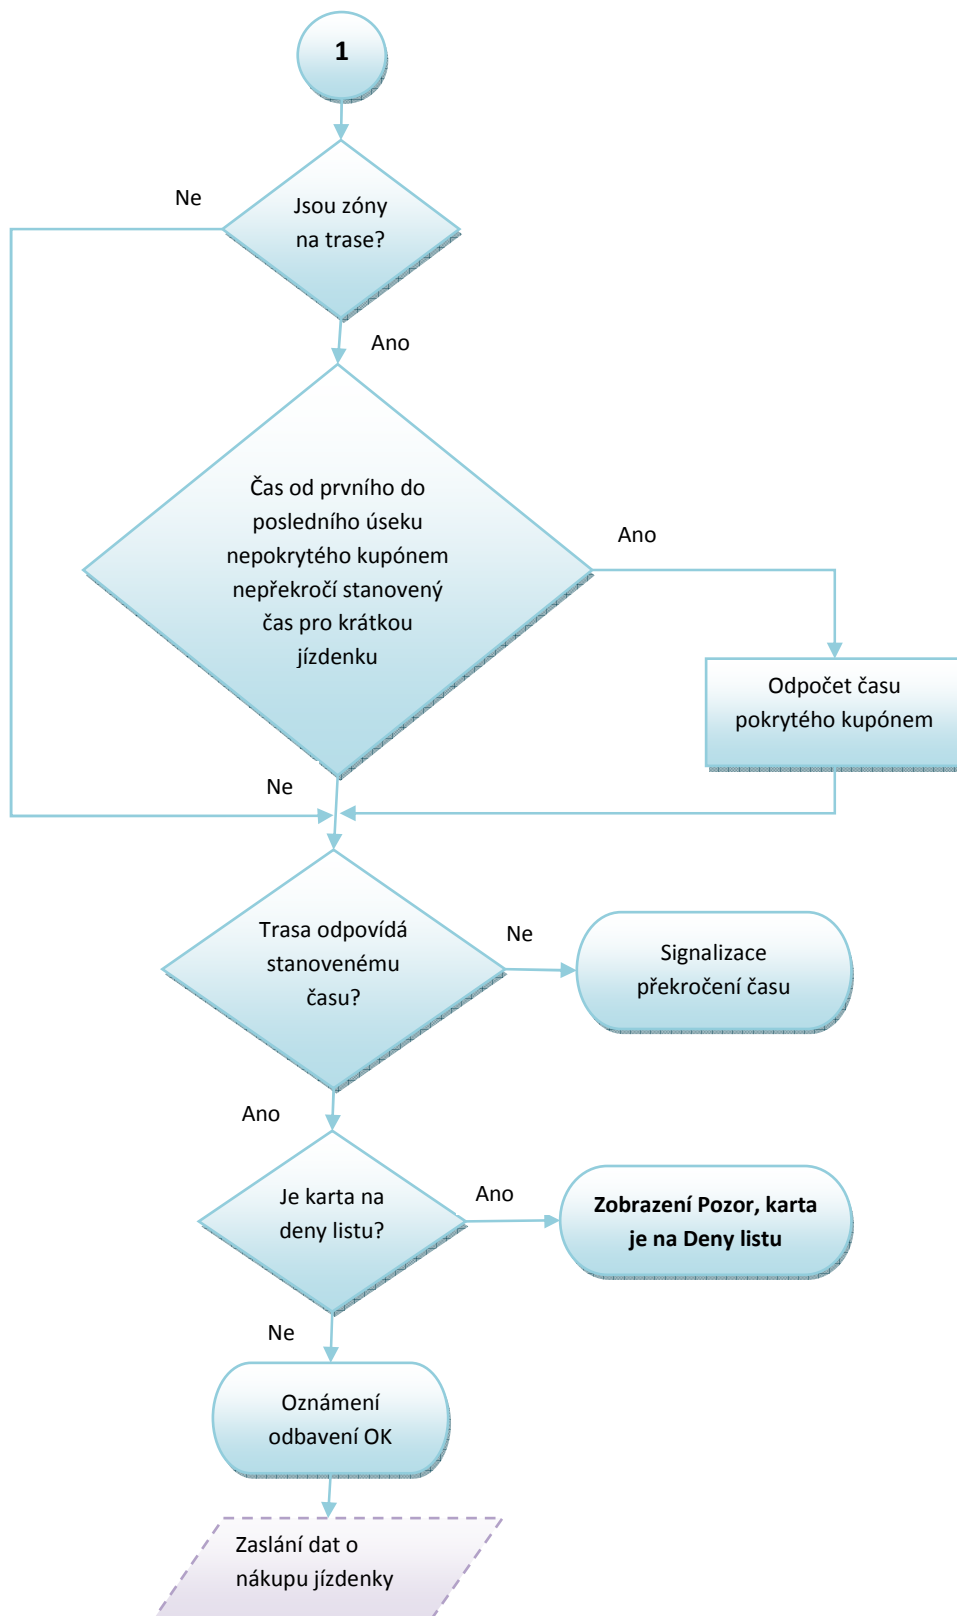 1
Ne
Jsou zóny
na trase?
Ano
Čas od prvního do
posledního úseku
nepokrytého kupónem
nepřekročí stanovený
čas pro krátkou
jízdenku
Ano
Odpočet času
pokrytého kupónem
Ne
Trasa odpovídá
stanovenému
času?
Ne
Signalizace
překročení času
Ano
Je karta na
deny listu?
Ano
Zobrazení Pozor, karta
je na Deny listu
Ne
Oznámení
odbavení OK
Zaslání dat o
nákupu jízdenky